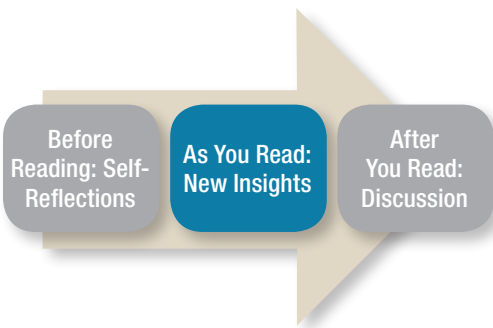 Before
Reading: Self-
Reflections
As You Read:
New Insights
After
You Read:
Discussion